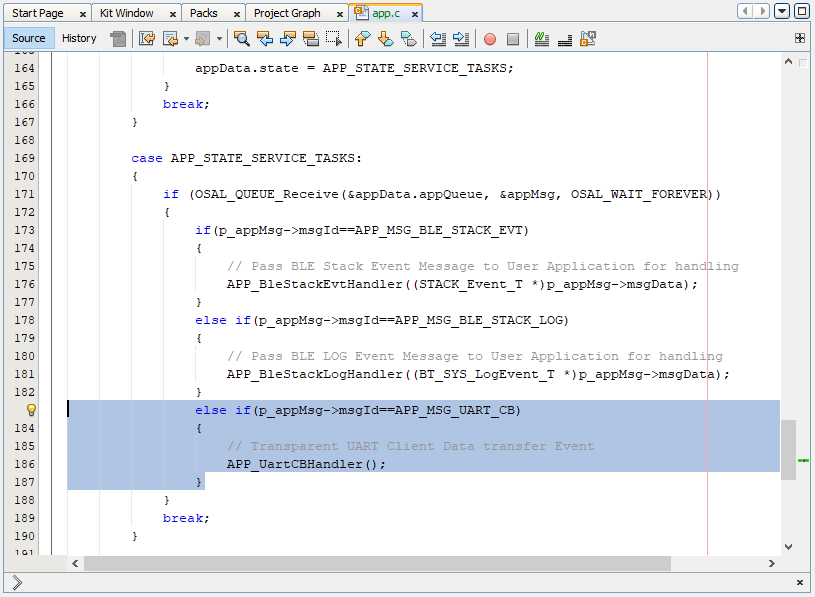 Start Page Kit Window Packs Project Graph app.c
Source History
164 appData.state = APP_STATE_SERVICE_TASKS;
165 }
166 break;
167 }
168
169 case APP_STATE_SERVICE_TASKS:
170 {
171 if (OSAL_QUEUE_Receive(&appData.appQueue, &appMsg, OSAL_WAIT_FOREVER))
172 {
173 if(p_appMsg->msgId==APP_MSG_BLE_STACK_EVT)
174 {
175 // Pass BLE Stack Event Message to User Application for handling
176 APP_BleStackEvtHandler((STACK_Event_T *)p_appMsg->msgData);
177 }
178 else if(p_appMsg->msgId==APP_MSG_BLE_STACK_LOG)
179 {
180 // Pass BLE LOG Event Message to User Application for handling
181 APP_BleStackLogHandler((BT_SYS_LogEvent_T *)p_appMsg->msgData);
182 }
else if(p_appMsg->msgId==APP_MSG_UART_CB)
184 {
185 // Transparent UART Client Data transfer Event
186 APP_UartCBHandler();
187 }
188 }
189 break;
190 }
191